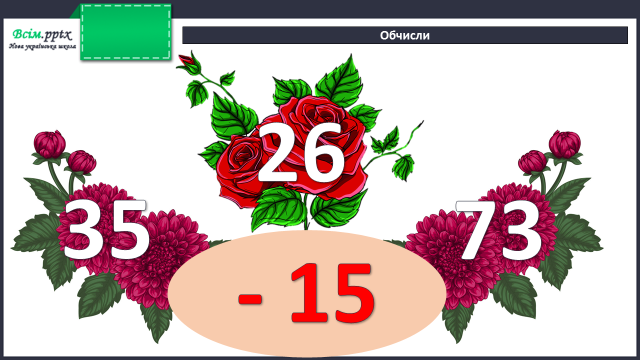 Всім.pptx
Нова українська школа
Обчисли
26
35
73
- 15